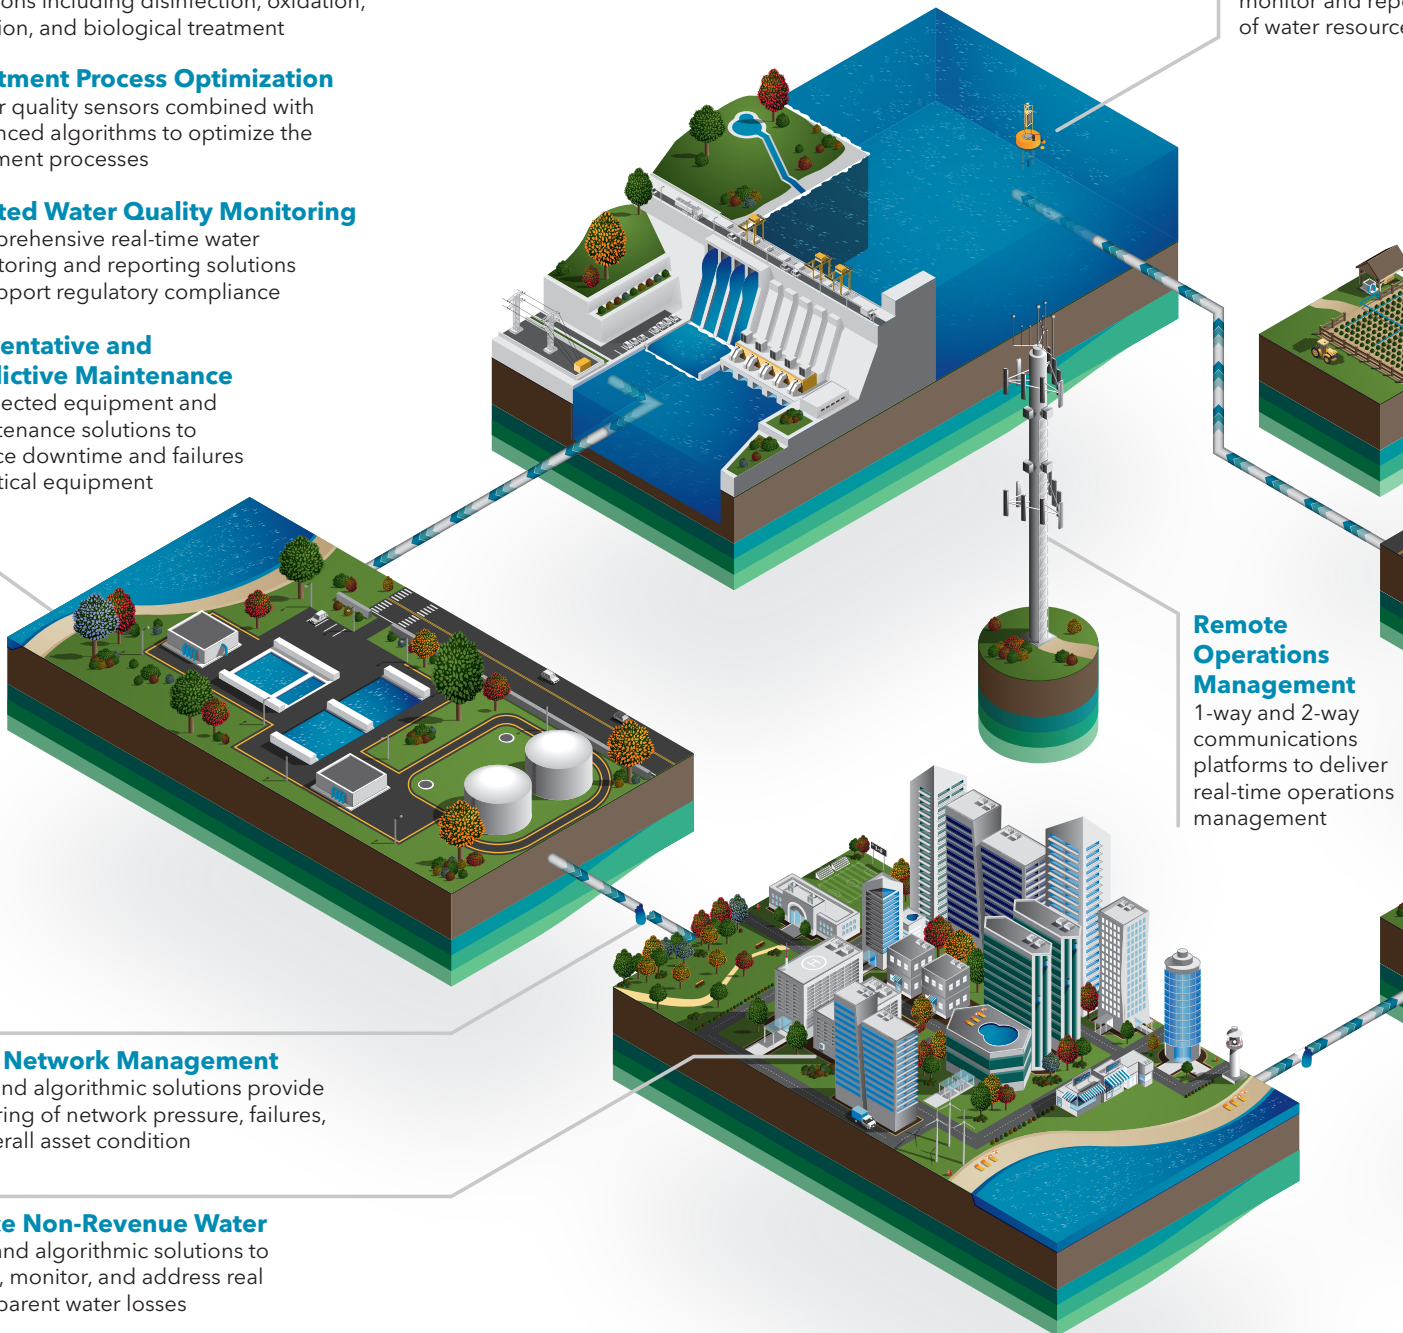 ons including disinfection, oxidation,
ion, and biological treatment
tment Process Optimization
r quality sensors combined with
nced algorithms to optimize the
ment processes
ted Water Quality Monitoring
prehensive real-time water
toring and reporting solutions
pport regulatory compliance
entative and
lictive Maintenance
ected equipment and
tenance solutions to
ce downtime and failures
tical equipment
monitor and repo
of water resource
Remote
Operations
Management
1-way and 2-way
communications
platforms to deliver
real-time operations
management
Network Management
and algorithmic solutions provide
ring of network pressure, failures,
erall asset condition
e Non-Revenue Water
and algorithmic solutions to
, monitor, and address real
parent water losses
H